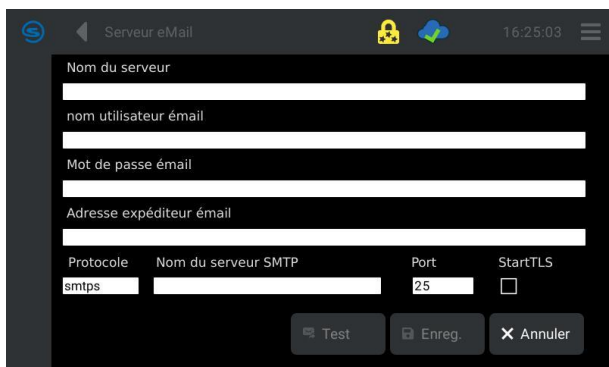 Serveur eMail 16:25:03
Nom du serveur
nom utilisateur émail
Mot de passe émail
Adresse expéditeur émail
Protocole Nom du serveur SMTP Port StartTLS
smtps 25
Test Enreg. Annuler